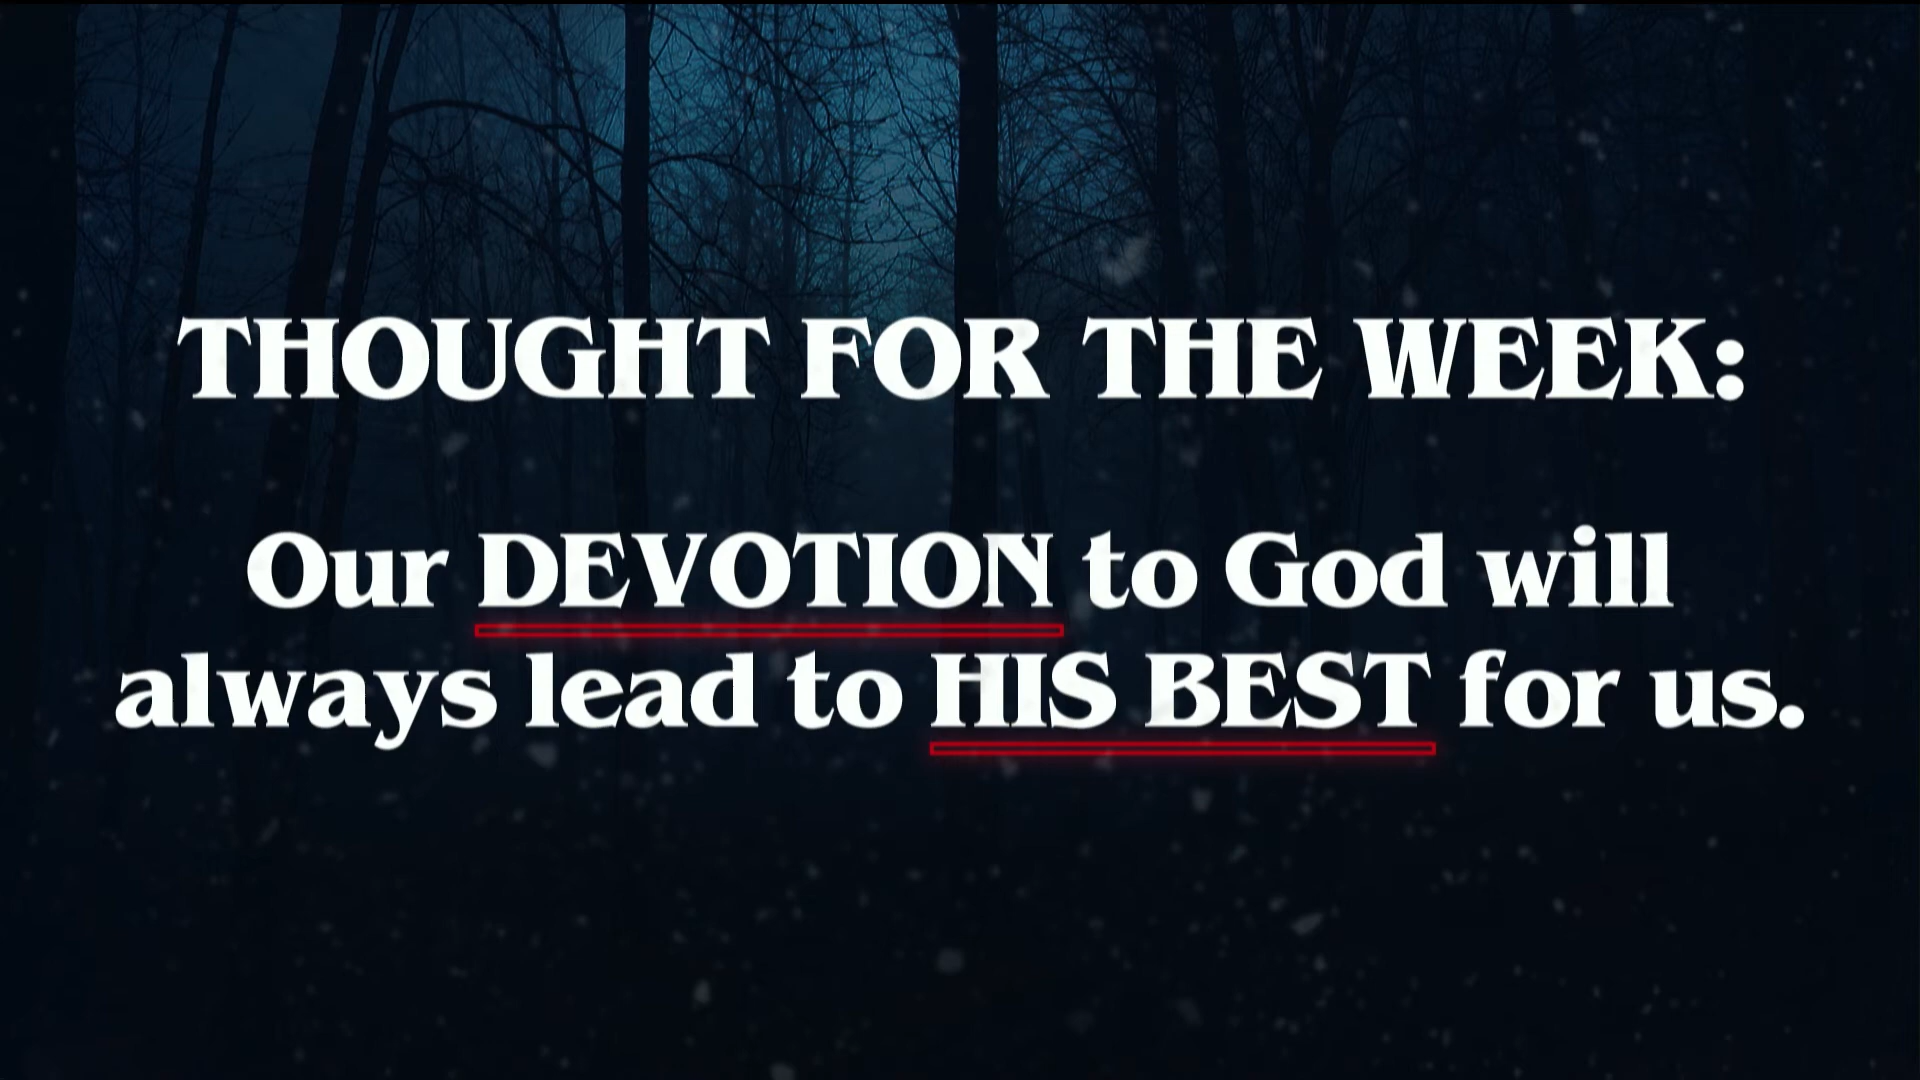 THOUGHT FOR THE WEEK:
Our DEVOTION to God will
always lead to HIS BEST for us.